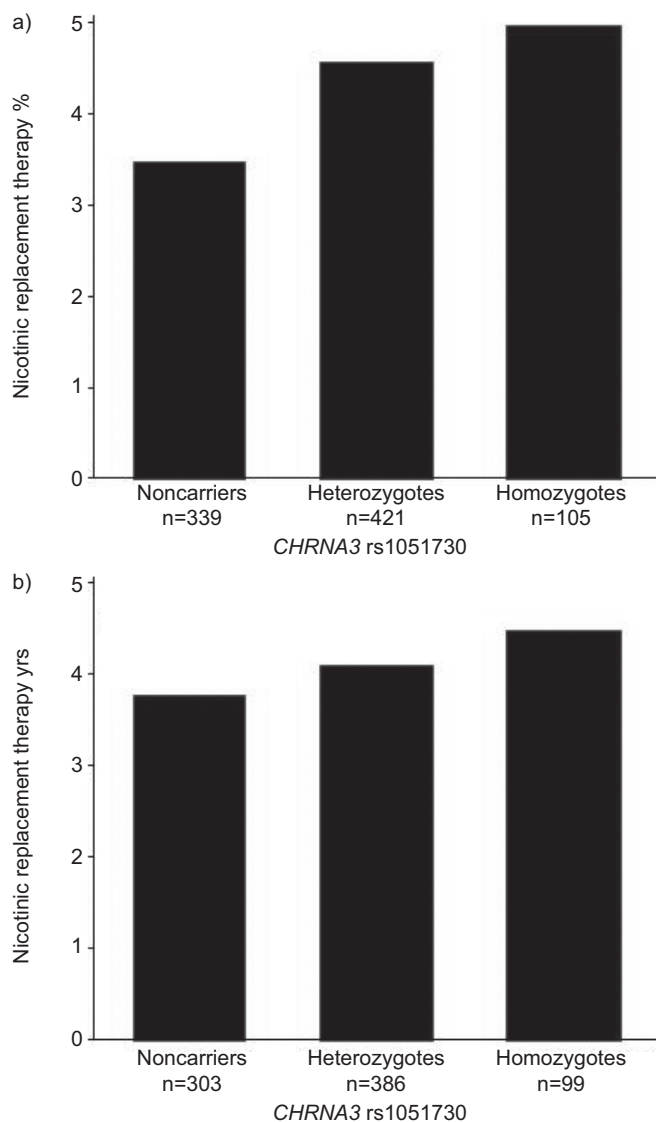 a)
Nicotinic replacement therapy %
5
4
3
2
1
0
Noncarriers Heterozygotes Homozygotes
n=339 n=421 n=105
CHRNA3 rs1051730
b)
Nicotinic replacement therapy yrs
5
4
3
2
1
0
Noncarriers Heterozygotes Homozygotes
n=303 n=386 n=99
CHRNA3 rs1051730